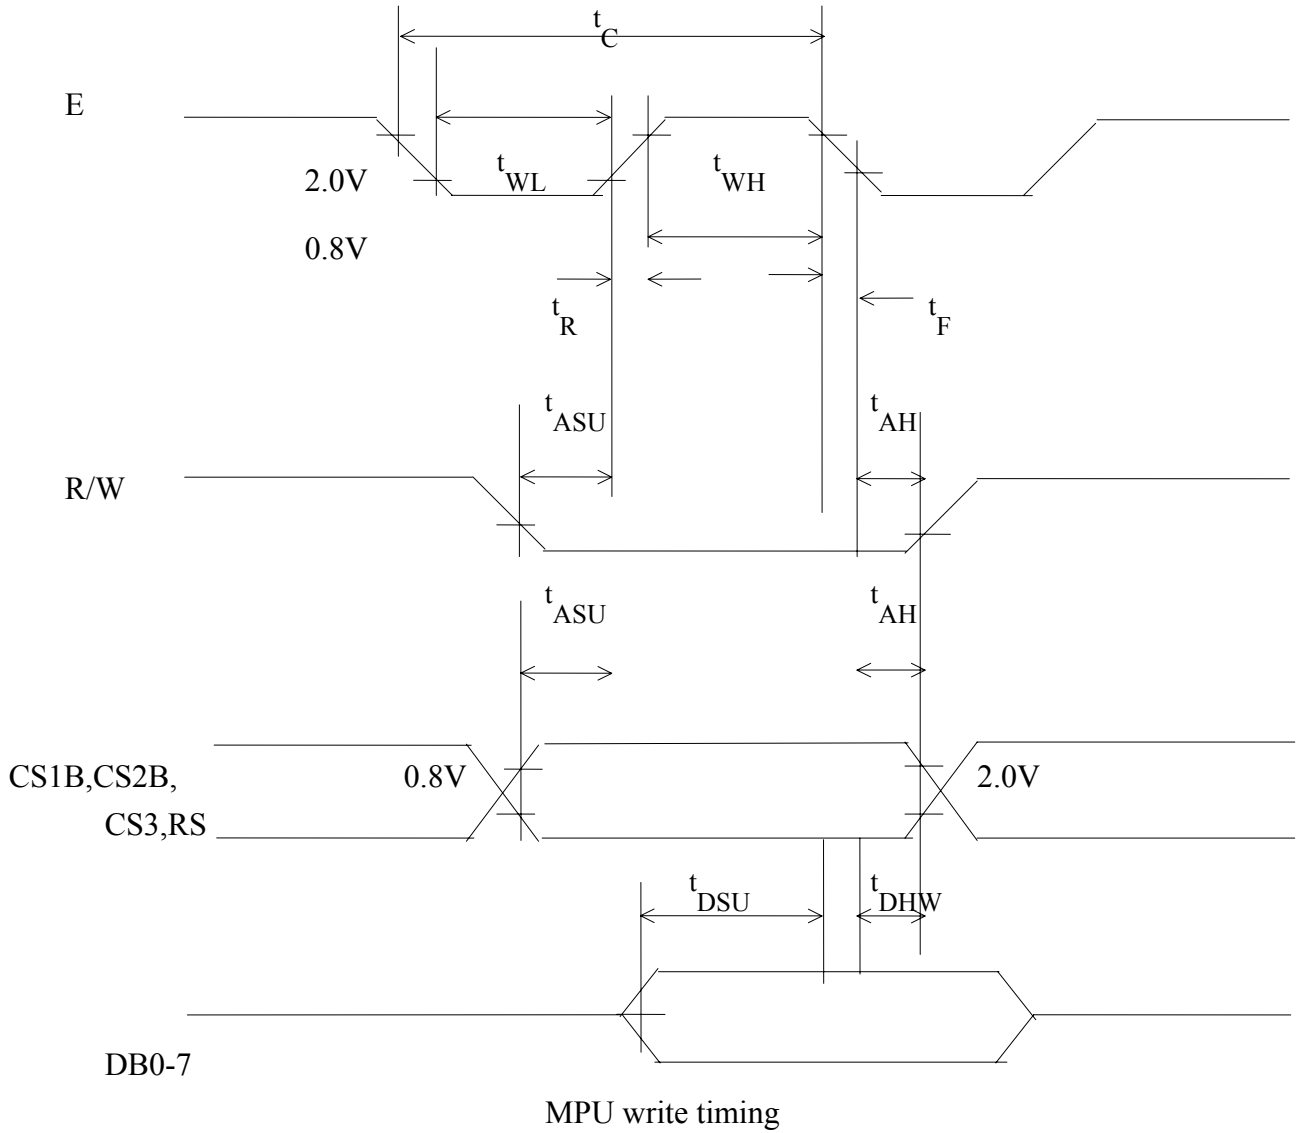 tC
E
tWL
tWH
2.0V
0.8V
tR
tF
tASU
tAH
R/W
tASU
tAH
CS1B,CS2B,
0.8V
2.0V
CS3,RS
tDSU
tDHW
DB0-7
MPU write timing